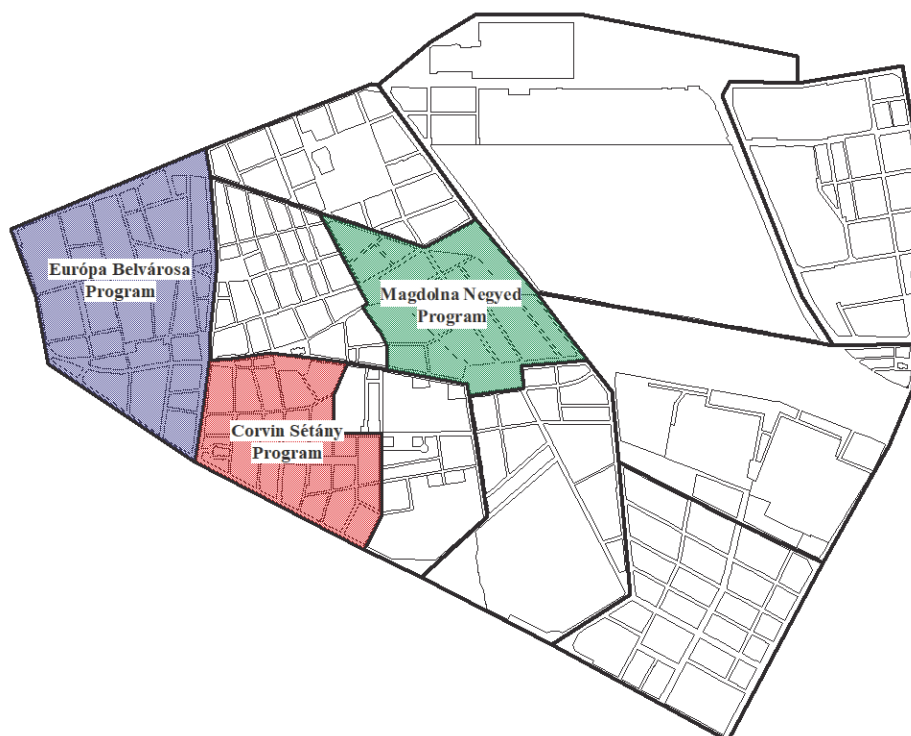 Európa Belvárosa
Program
Magdolna Negyed
Program
Corvin Sétány
Program